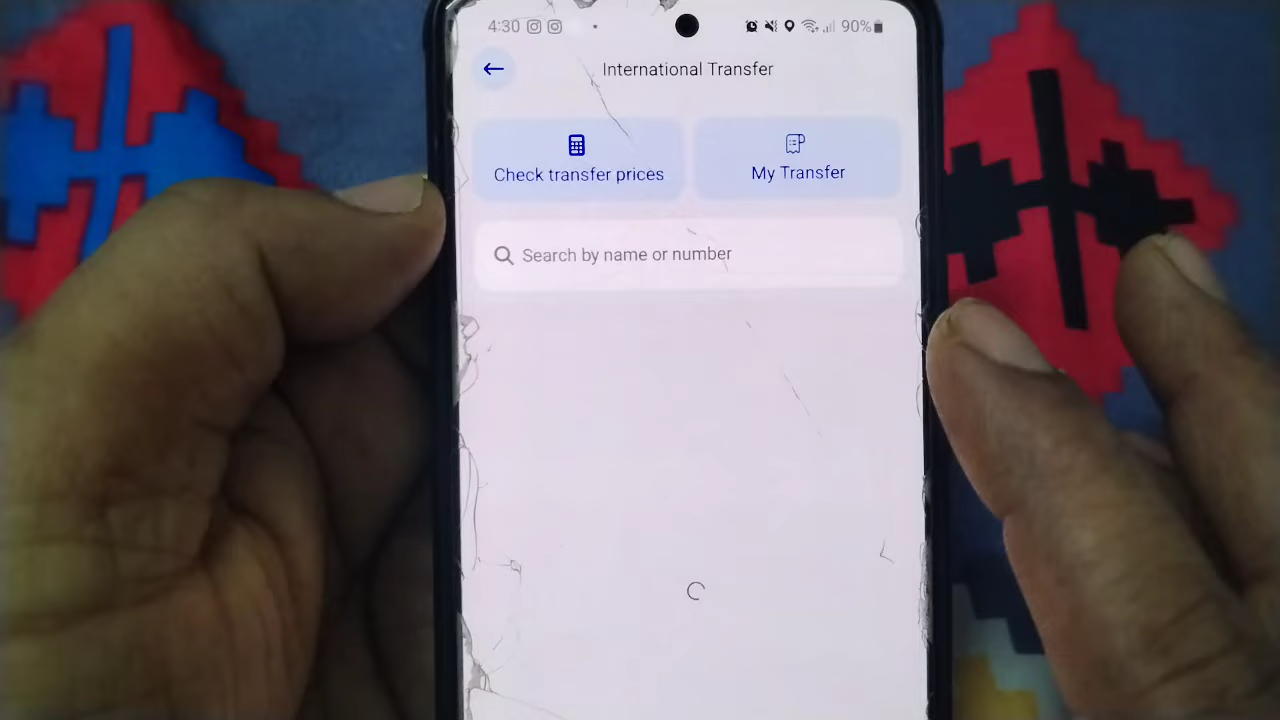 4:30 90%
International Transfer
Check transfer prices
My Transfer
Search by name or number